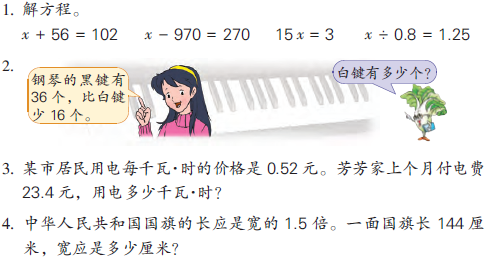 1. 解方程。
x + 56 = 102 x − 970 = 270 15x = 3 x ÷ 0.8 = 1.25
2.
钢琴的黑键有
36 个，比白键
少 16 个。
白键有多少个？
3. 某市居民用电每千瓦·时的价格是 0.52 元。芳芳家上个月付电费
23.4 元，用电多少千瓦·时？
4. 中华人民共和国国旗的长应是宽的 1.5 倍。一面国旗长 144 厘
米，宽应是多少厘米？